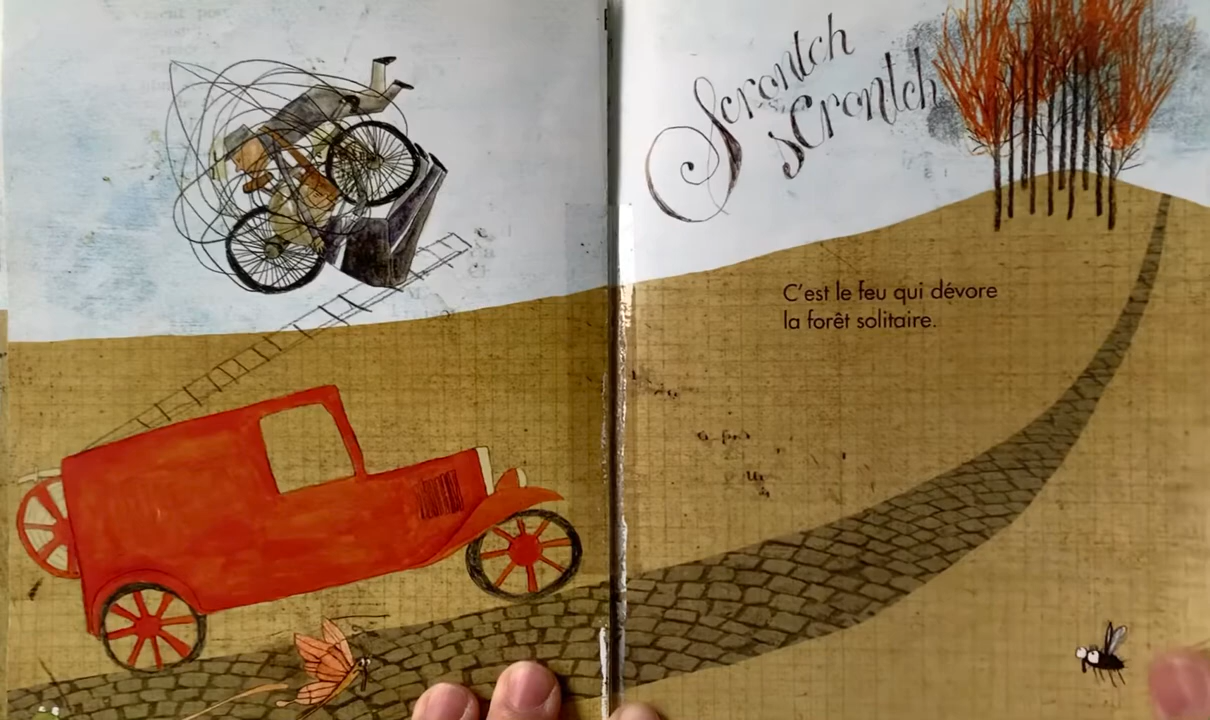 Scrontch
scrontch
C'est le feu qui dévore
la forêt solitaire.